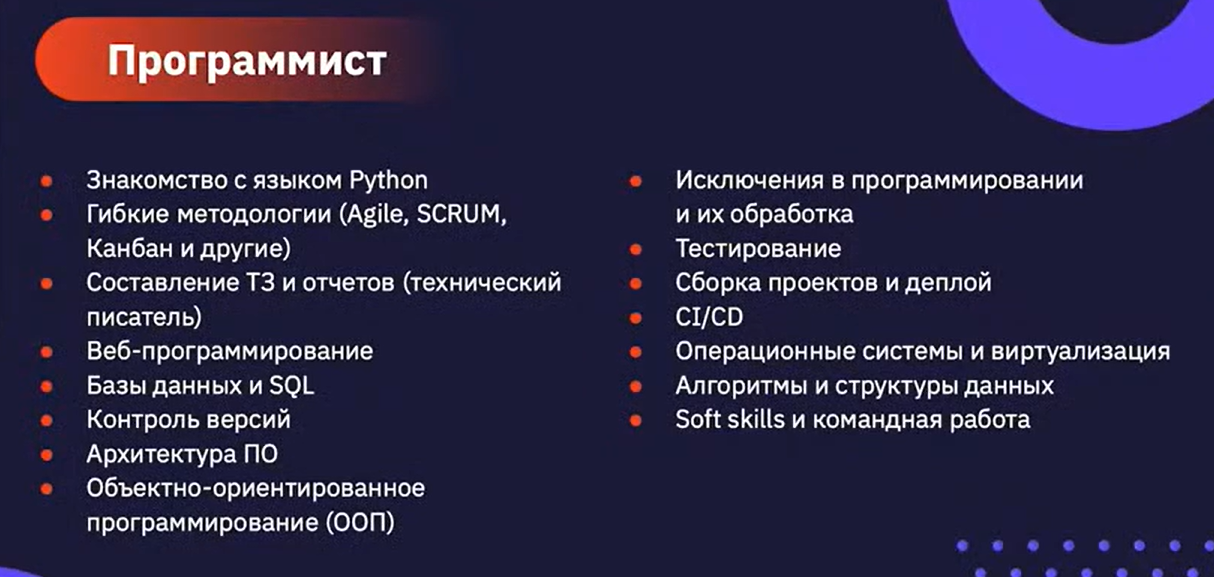 Программист
Знакомство с языком Python
Гибкие методологии (Agile, SCRUM,
Канбан и другие)
Составление ТЗ и отчетов (технический
писатель)
Веб-программирование
Базы данных и SQL
Контроль версий
Архитектура ПО
Объектно-ориентированное
программирование (ООП)
Исключения в программировании
и их обработка
Тестирование
Сборка проектов и деплой
CI/CD
Операционные системы и виртуализация
Алгоритмы и структуры данных
Soft skills и командная работа